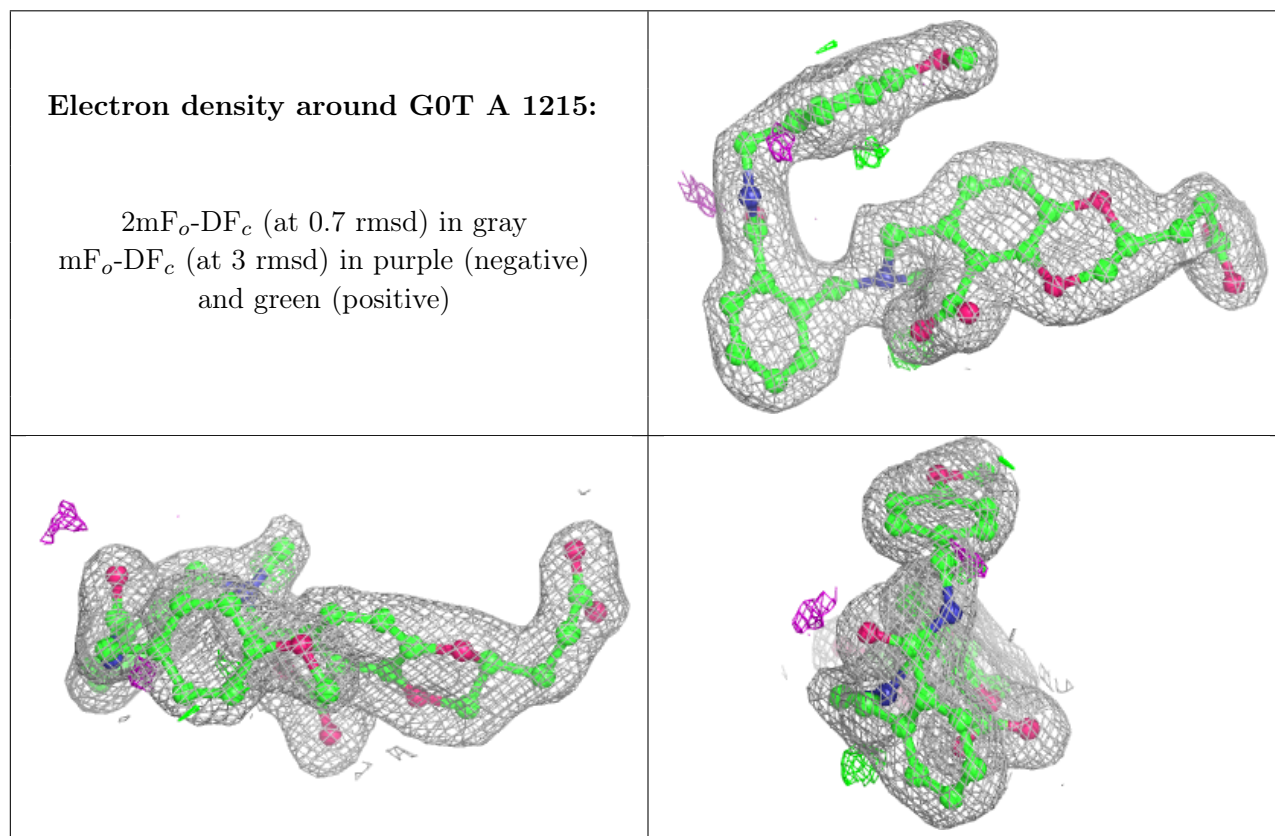 Electron density around G0T A 1215:
2mFo-DFc (at 0.7 rmsd) in gray
mFo-DFc (at 3 rmsd) in purple (negative)
and green (positive)